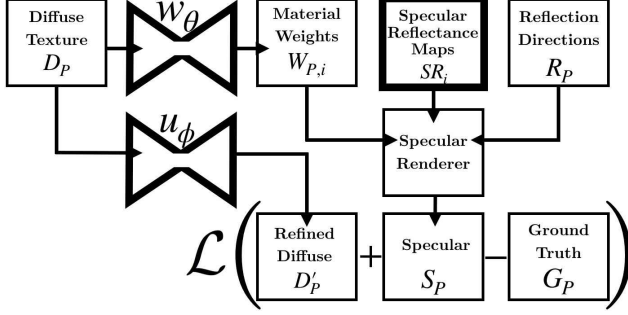 Diffuse
Texture
D_P
w_θ
Material
Weights
W_{P,i}
Specular
Reflectance
Maps
SR_i
Reflection
Directions
R_P
u_ϕ
Specular
Renderer
ℒ(
Refined
Diffuse
D'_P
+
Specular
S_P
−
Ground
Truth
G_P
)